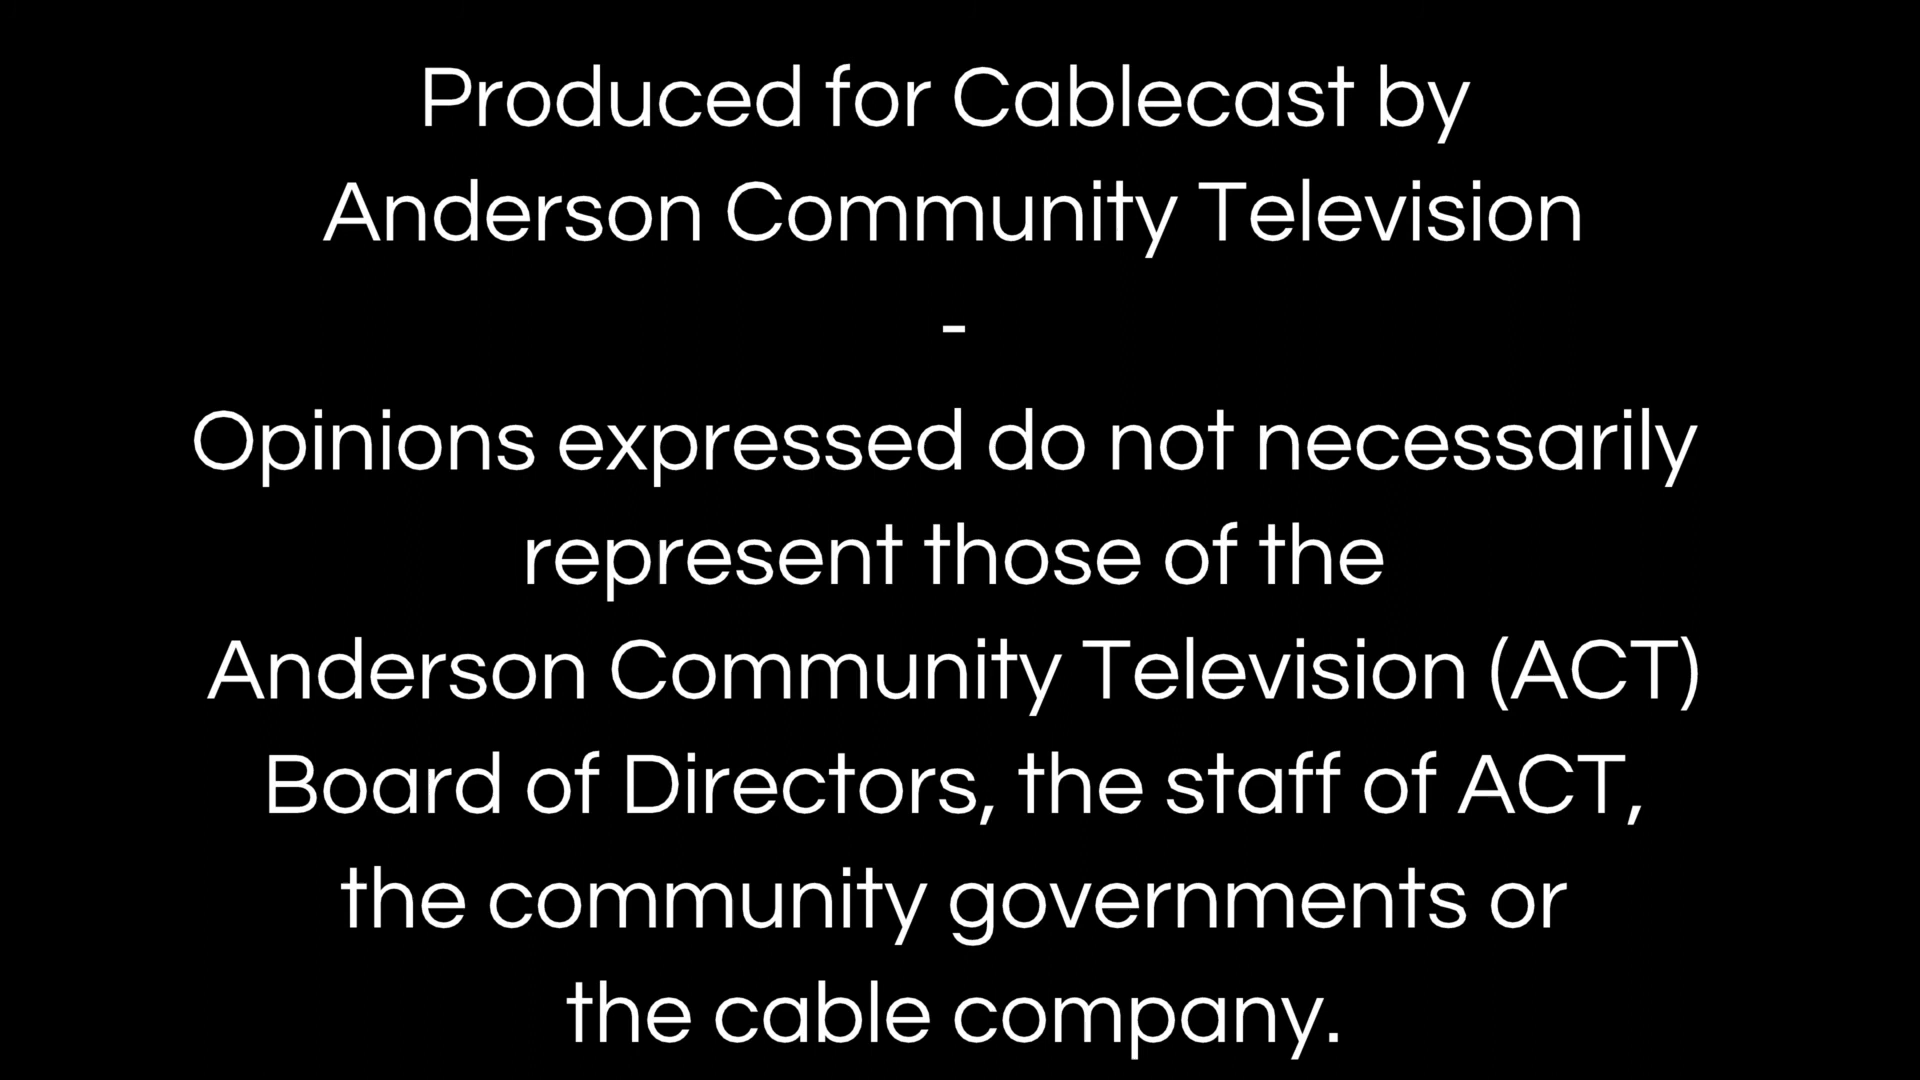 Produced for Cablecast by
Anderson Community Television
-
Opinions expressed do not necessarily
represent those of the
Anderson Community Television (ACT)
Board of Directors, the staff of ACT,
the community governments or
the cable company.